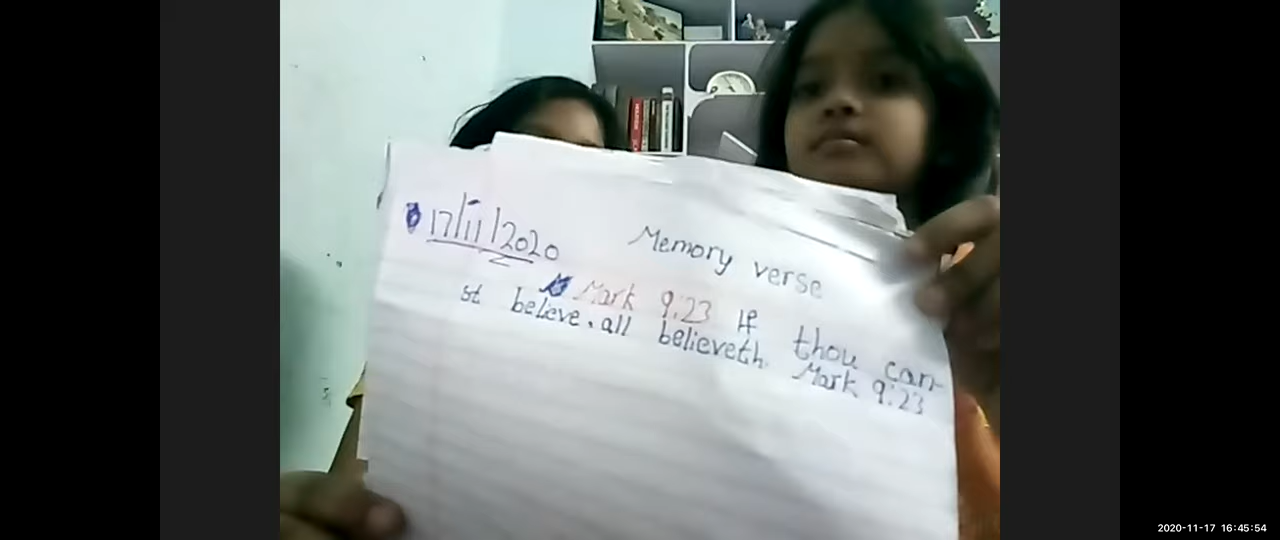 17/11/2020
Memory verse
Mark 9:23 If thou can-
st believe, all believeth. Mark 9:23
2020-11-17 16:45:54